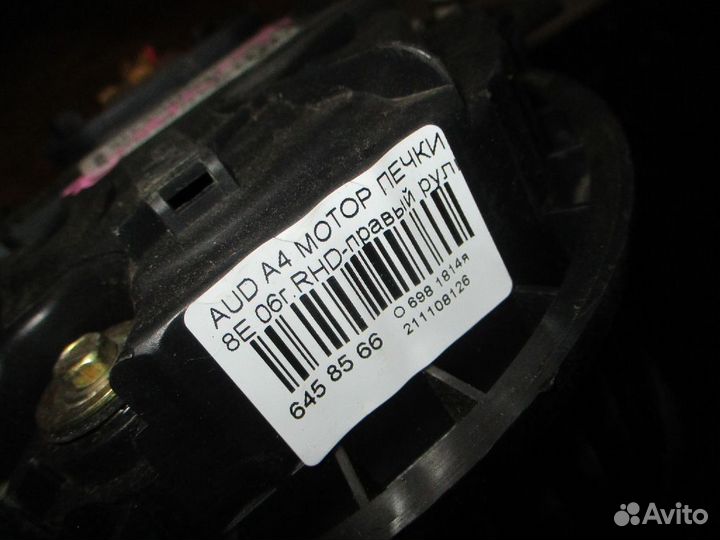 AUD A4 МОТОР ПЕЧКИ
8E 06г.RHD-правый рул
645 85 66
О 698 1814я
211108126
Avito